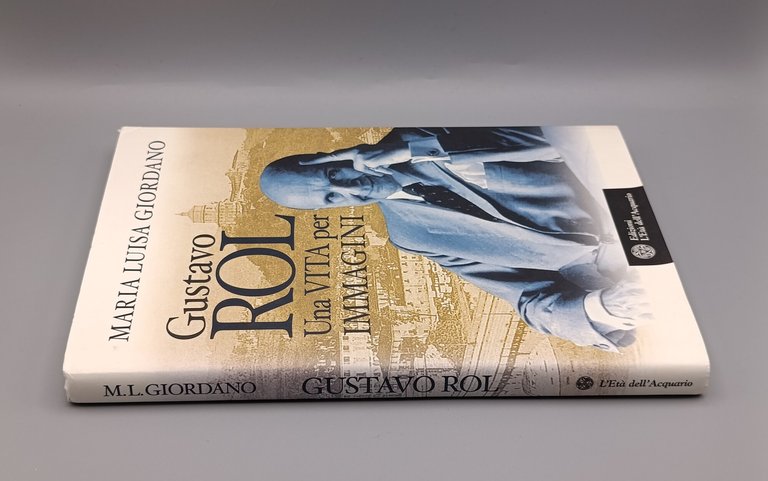 MARIA LUISA GIORDANO
Gustavo
ROL
Una VITA per
IMMAGINI
Edizioni
L'Età dell'Acquario
M.L.GIORDANO
GUSTAVO ROL
L'Età dell'Acquario